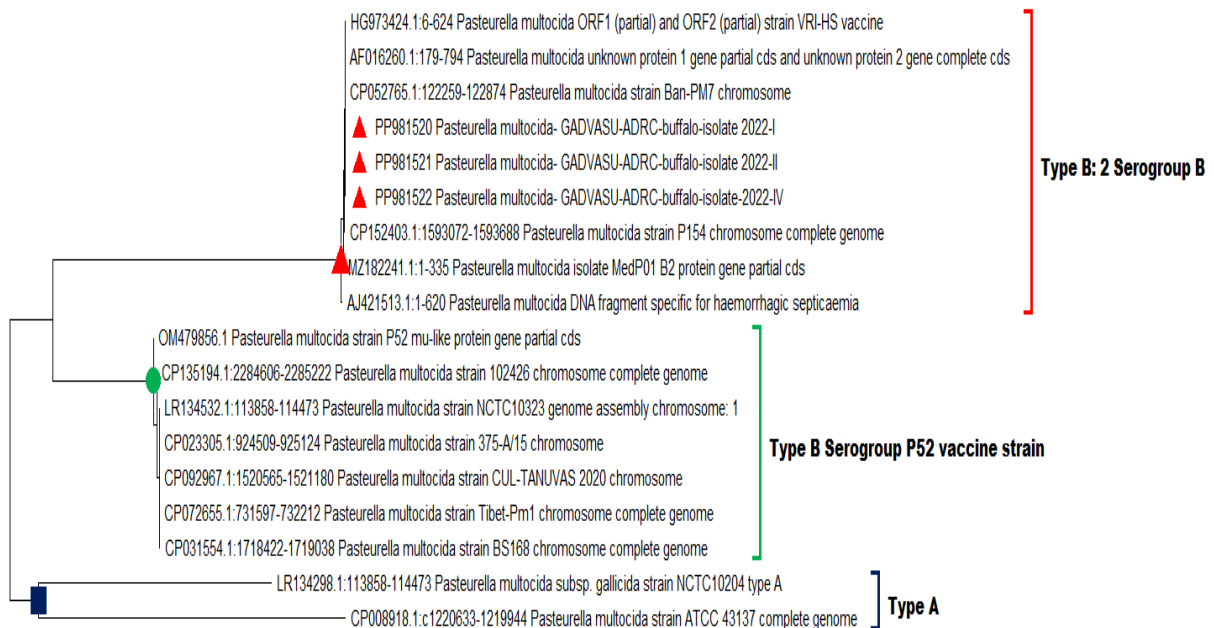 HG973424.1:6-624 Pasteurella multocida ORF1 (partial) and ORF2 (partial) strain VRI-HS vaccine
AF016260.1:179-794 Pasteurella multocida unknown protein 1 gene partial cds and unknown protein 2 gene complete cds
CP052765.1:122259-122874 Pasteurella multocida strain Ban-PM7 chromosome
PP981520 Pasteurella multocida- GADVASU-ADRC-buffalo-isolate 2022-I
PP981521 Pasteurella multocida- GADVASU-ADRC-buffalo-isolate 2022-II
PP981522 Pasteurella multocida- GADVASU-ADRC-buffalo-isolate-2022-IV
CP152403.1:1593072-1593688 Pasteurella multocida strain P154 chromosome complete genome
MZ182241.1:1-335 Pasteurella multocida isolate MedP01 B2 protein gene partial cds
AJ421513.1:1-620 Pasteurella multocida DNA fragment specific for haemorrhagic septicaemia
Type B: 2 Serogroup B
OM479856.1 Pasteurella multocida strain P52 mu-like protein gene partial cds
CP135194.1:2284606-2285222 Pasteurella multocida strain 102426 chromosome complete genome
LR134532.1:113858-114473 Pasteurella multocida strain NCTC10323 genome assembly chromosome: 1
CP023305.1:924509-925124 Pasteurella multocida strain 375-A/15 chromosome
CP092967.1:1520565-1521180 Pasteurella multocida strain CUL-TANUVAS 2020 chromosome
CP072655.1:731597-732212 Pasteurella multocida strain Tibet-Pm1 chromosome complete genome
CP031554.1:1718422-1719038 Pasteurella multocida strain BS168 chromosome complete genome
Type B Serogroup P52 vaccine strain
LR134298.1:113858-114473 Pasteurella multocida subsp. gallicida strain NCTC10204 type A
CP008918.1:c1220633-1219944 Pasteurella multocida strain ATCC 43137 complete genome
Type A